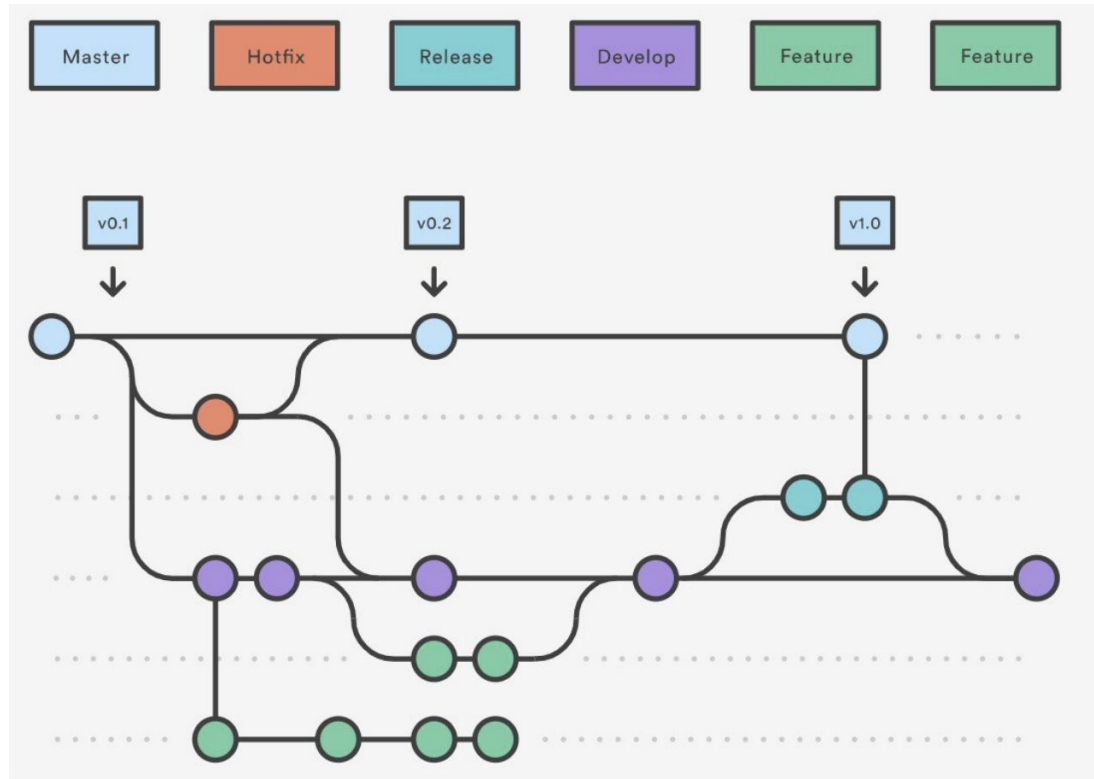 Master
Hotfix
Release
Develop
Feature
Feature
v0.1
v0.2
v1.0